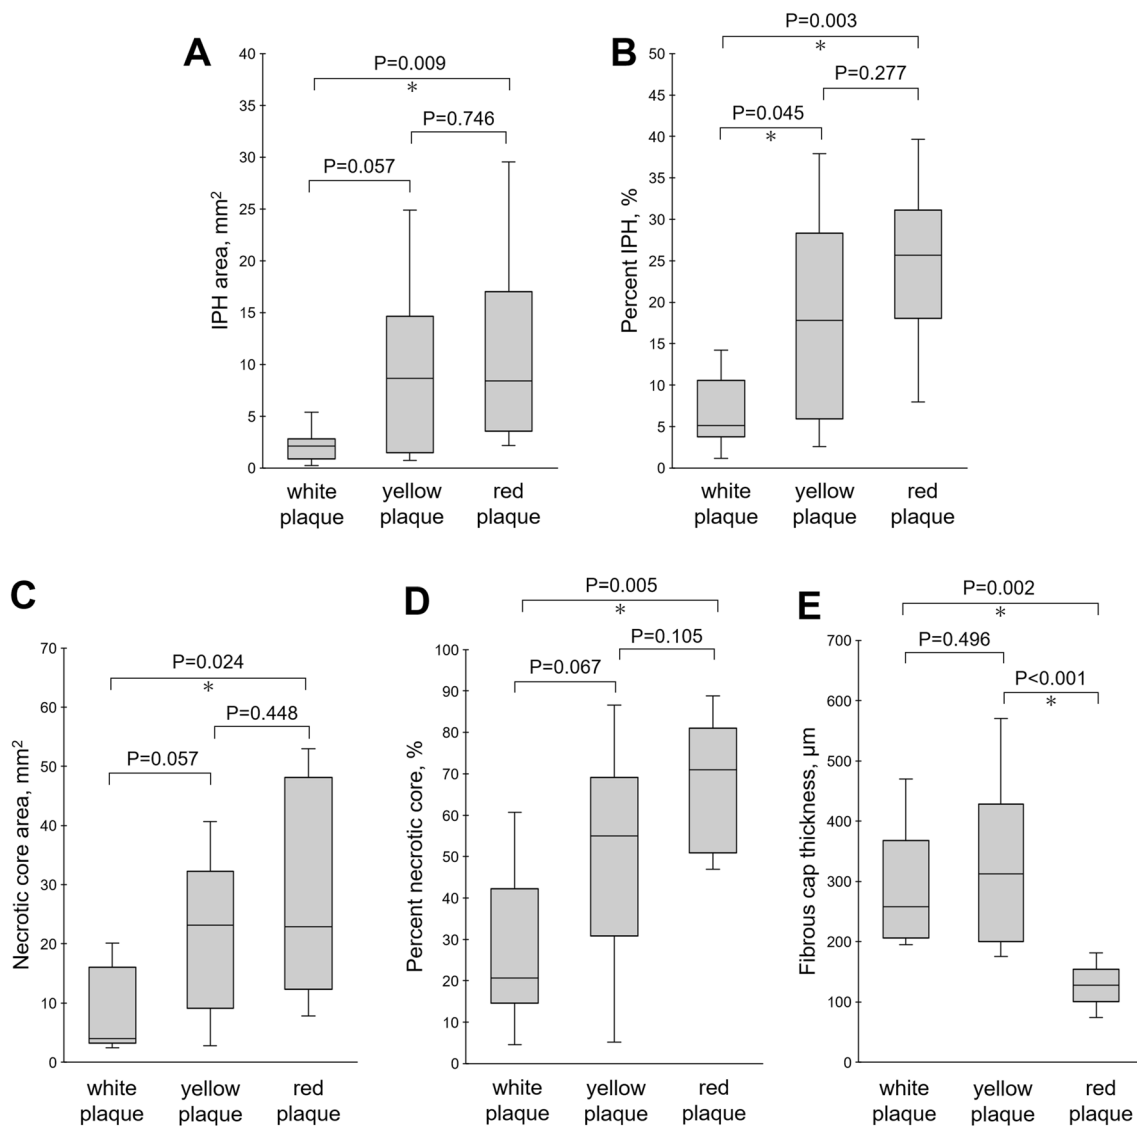 A
IPH area, mm²
40
35
30
25
20
15
10
5
0
P=0.009
*
P=0.746
P=0.057
white
plaque
yellow
plaque
red
plaque
B
Percent IPH, %
50
45
40
35
30
25
20
15
10
5
0
P=0.003
*
P=0.277
P=0.045
*
white
plaque
yellow
plaque
red
plaque
C
Necrotic core area, mm²
70
60
50
40
30
20
10
0
P=0.024
*
P=0.448
P=0.057
white
plaque
yellow
plaque
red
plaque
D
Percent necrotic core, %
100
90
80
70
60
50
40
30
20
10
0
P=0.005
*
P=0.105
P=0.067
white
plaque
yellow
plaque
red
plaque
E
Fibrous cap thickness, μm
700
600
500
400
300
200
100
0
P=0.002
*
P=0.496
P<0.001
*
white
plaque
yellow
plaque
red
plaque